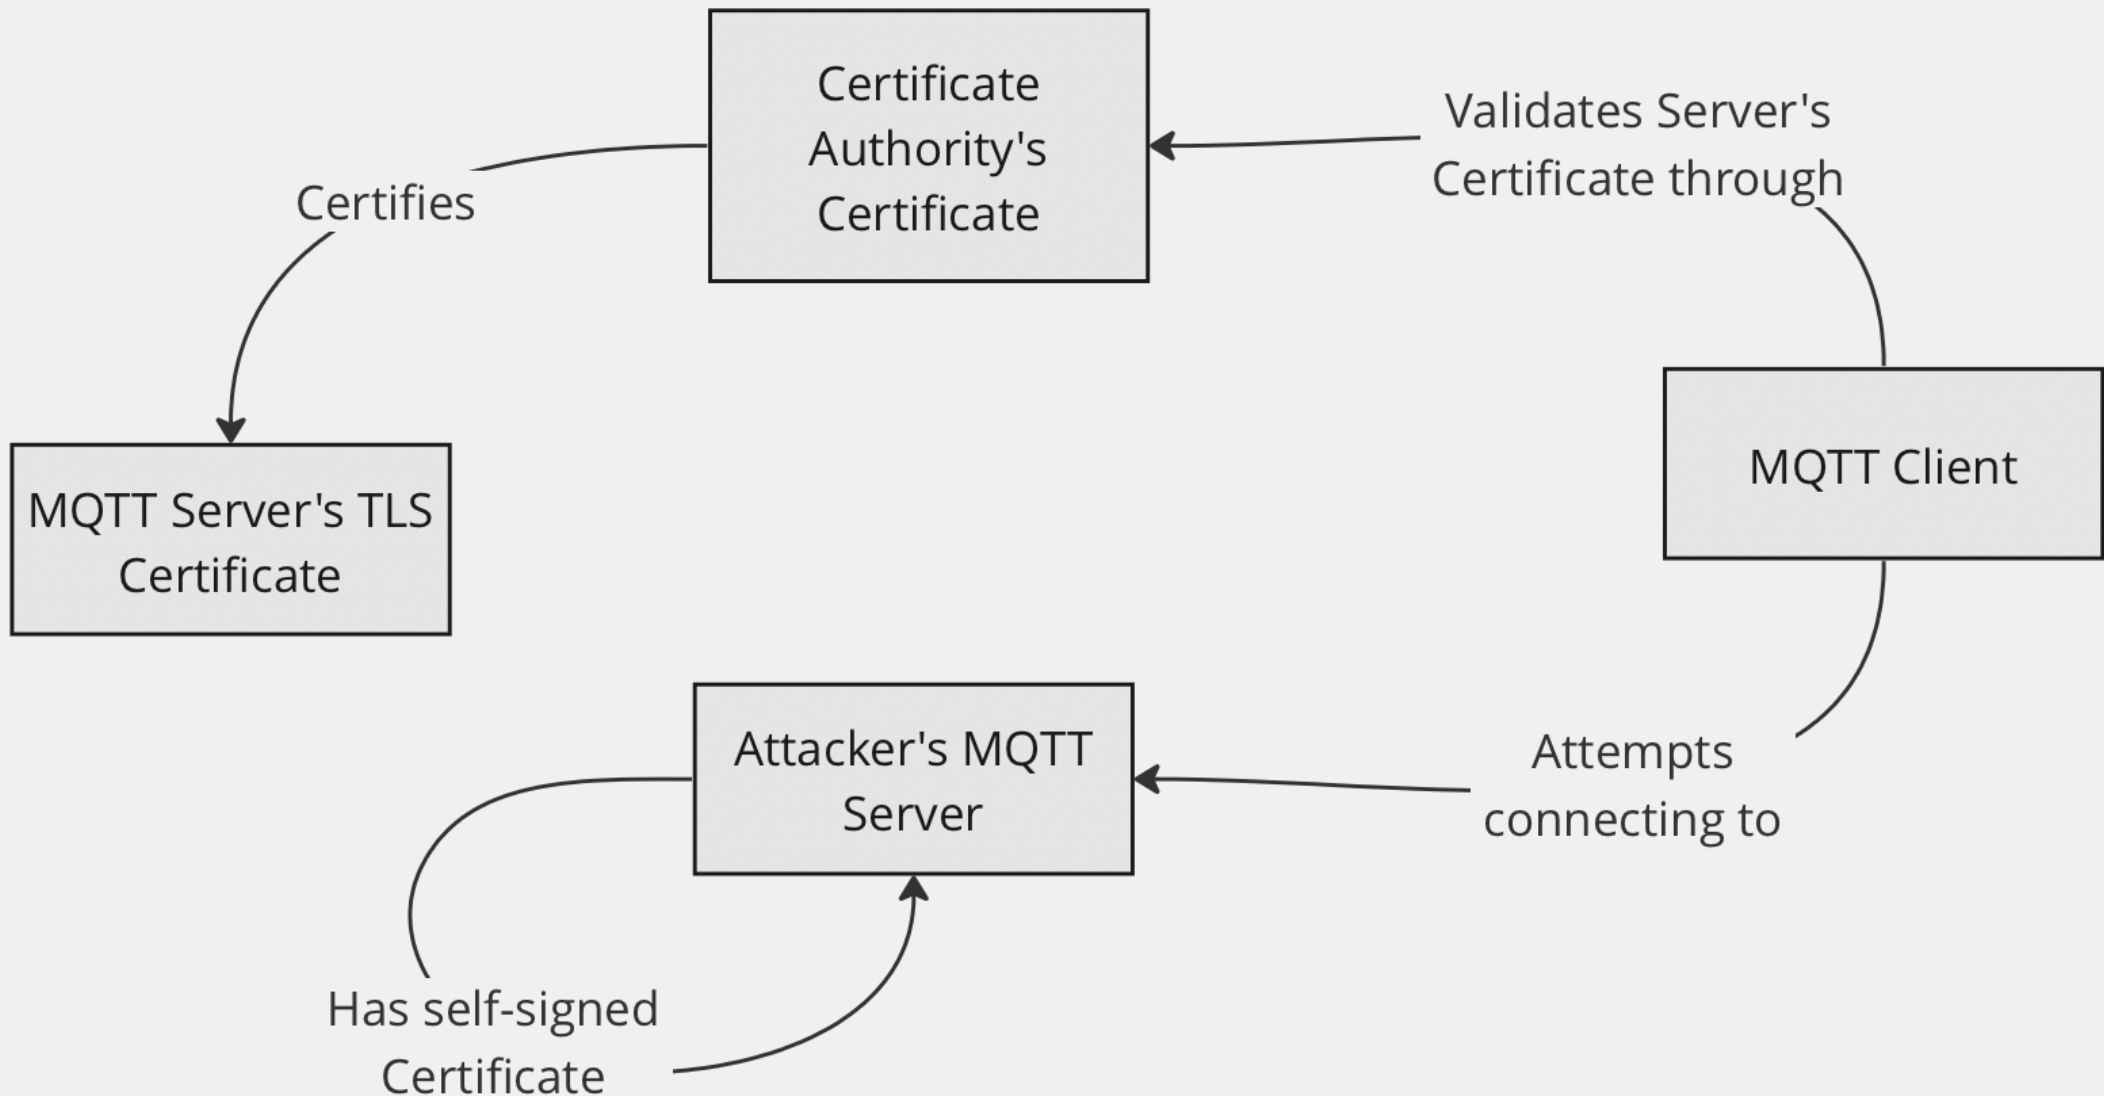 Certificate
Authority's
Certificate
Validates Server's
Certificate through
Certifies
MQTT Client
MQTT Server's TLS
Certificate
Attacker's MQTT
Server
Attempts
connecting to
Has self-signed
Certificate